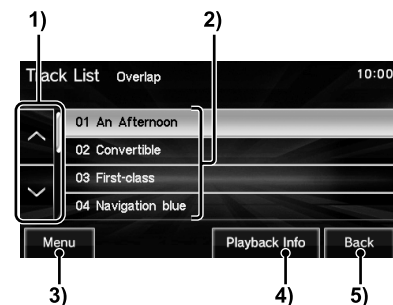 1) 2)
Track List Overlap 10:00
01 An Afternoon
02 Convertible
03 First-class
04 Navigation blue
Menu Playback Info Back
3) 4) 5)